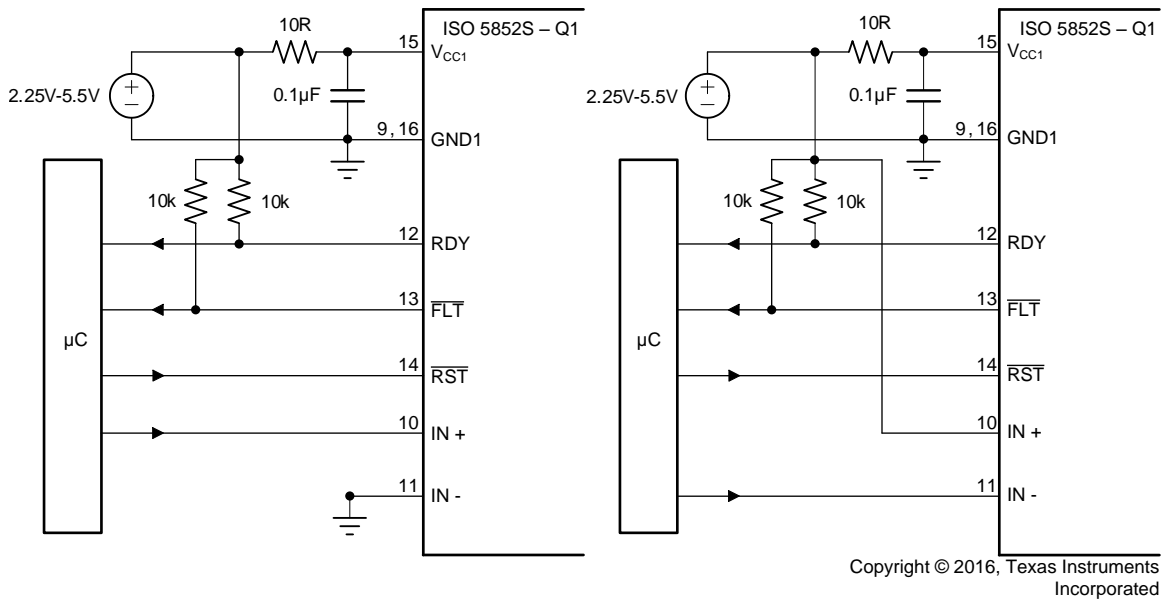 10R
ISO 5852S – Q1
15
VCC1
2.25V-5.5V
+
–
0.1µF
9, 16
GND1
10k
10k
12
RDY
13
FLT
µC
14
RST
10
IN +
11
IN -
10R
ISO 5852S – Q1
15
VCC1
2.25V-5.5V
+
–
0.1µF
9, 16
GND1
10k
10k
12
RDY
13
FLT
µC
14
RST
10
IN +
11
IN -
Copyright © 2016, Texas Instruments
Incorporated